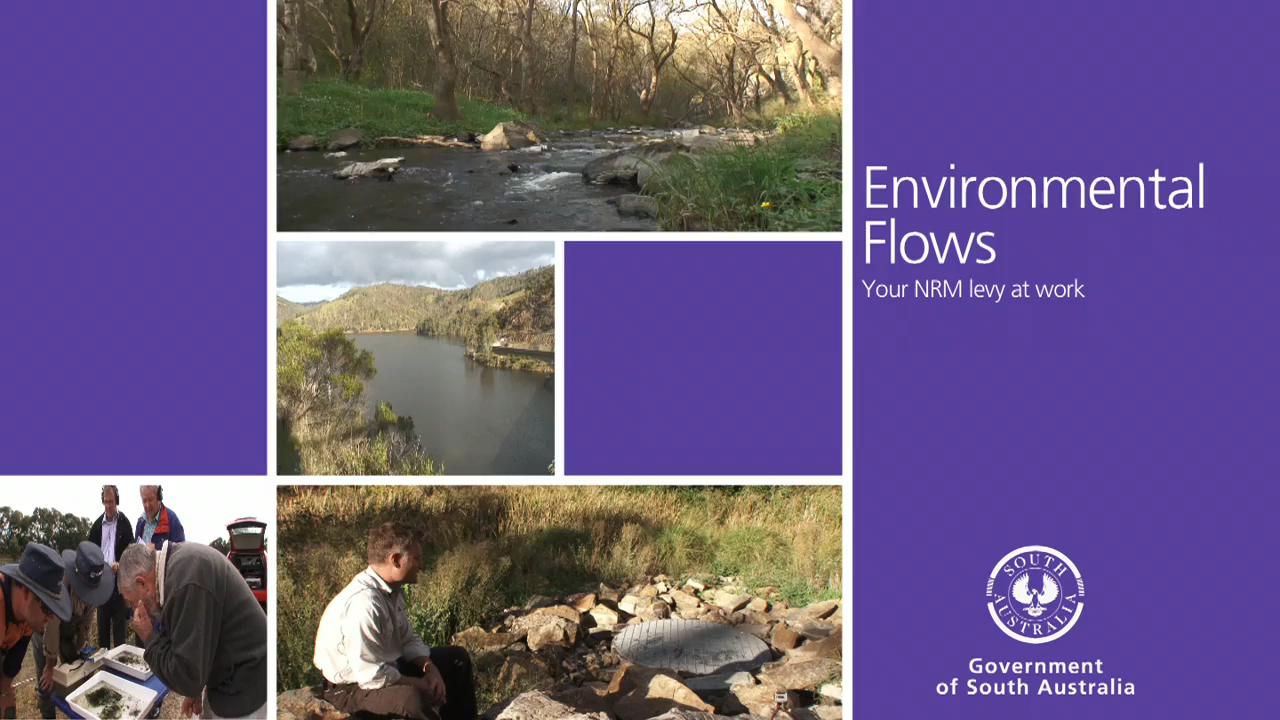 Environmental
Flows
Your NRM levy at work
SOUTH
AUSTRALIA
Government
of South Australia